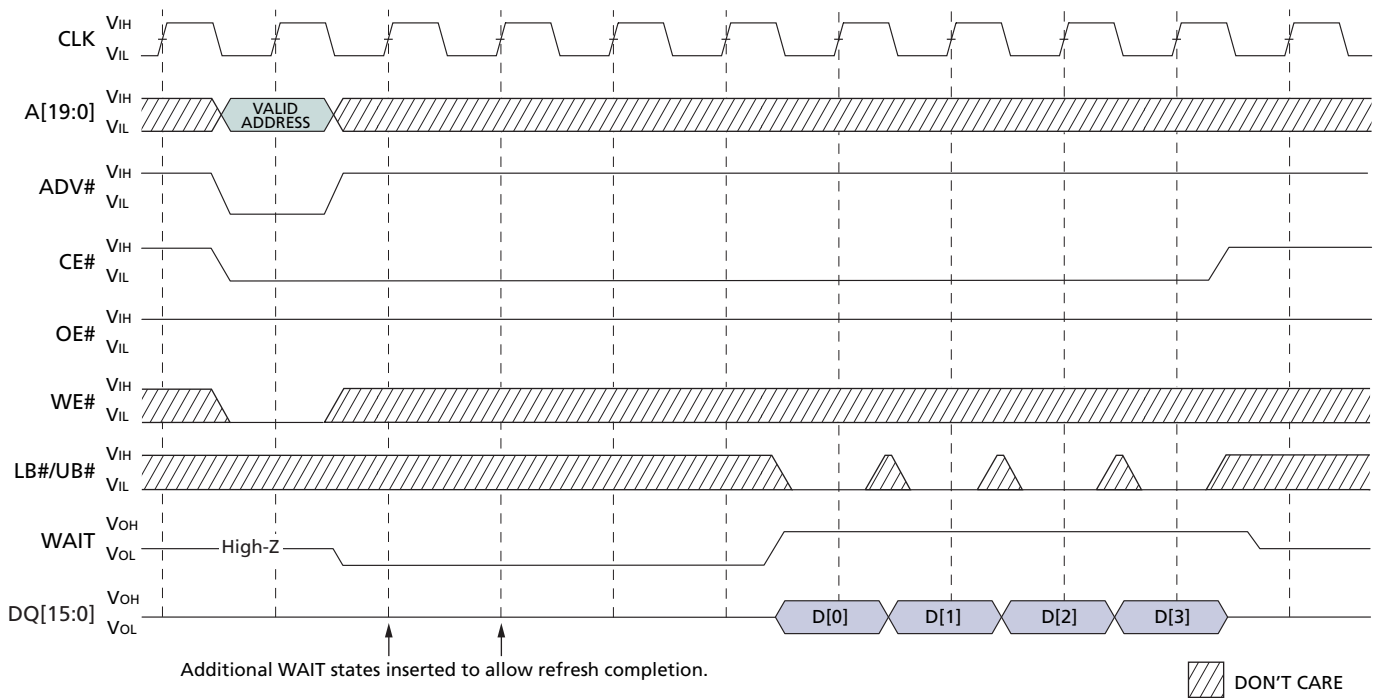 CLK VIH
VIL
A[19:0] VIH
VIL
VALID
ADDRESS
ADV# VIH
VIL
CE# VIH
VIL
OE# VIH
VIL
WE# VIH
VIL
LB#/UB# VIH
VIL
WAIT VOH
VOL
High-Z
DQ[15:0] VOH
VOL
D[0] D[1] D[2] D[3]
Additional WAIT states inserted to allow refresh completion.
DON'T CARE